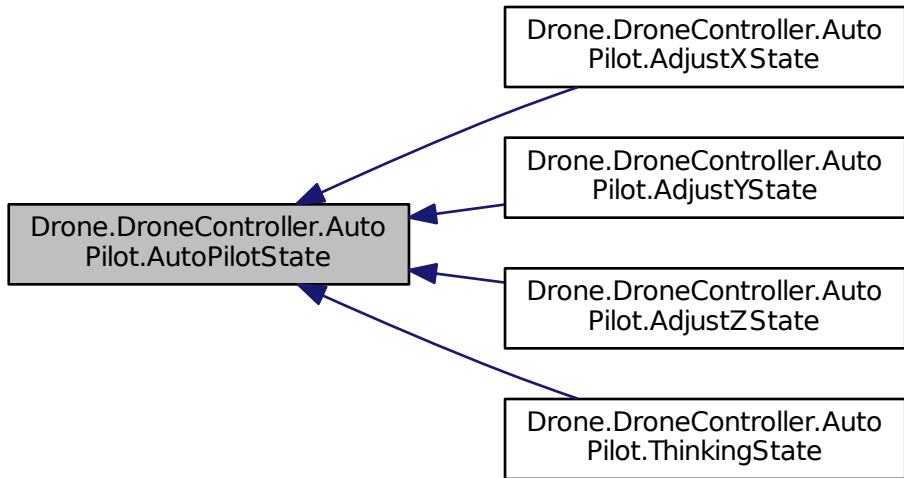 Drone.DroneController.Auto
Pilot.AdjustXState
Drone.DroneController.Auto
Pilot.AdjustYState
Drone.DroneController.Auto
Pilot.AutoPilotState
Drone.DroneController.Auto
Pilot.AdjustZState
Drone.DroneController.Auto
Pilot.ThinkingState